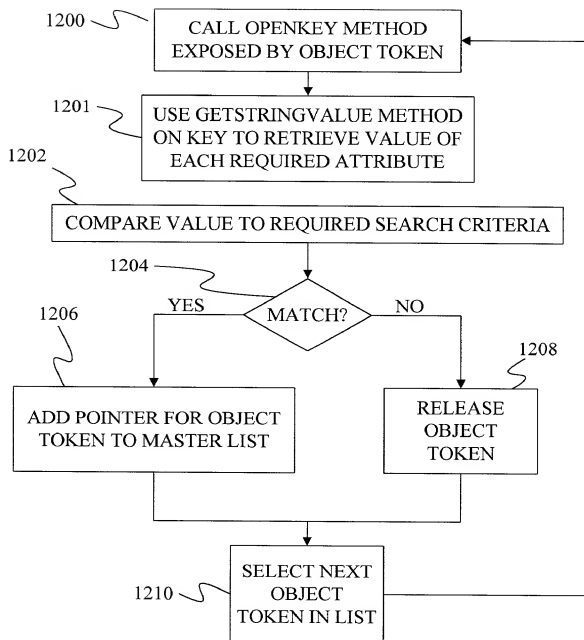 1200
CALL OPENKEY METHOD
EXPOSED BY OBJECT TOKEN
1201
USE GETSTRINGVALUE METHOD
ON KEY TO RETRIEVE VALUE OF
EACH REQUIRED ATTRIBUTE
1202
COMPARE VALUE TO REQUIRED SEARCH CRITERIA
1204
MATCH?
YES
NO
1206
ADD POINTER FOR OBJECT
TOKEN TO MASTER LIST
1208
RELEASE
OBJECT
TOKEN
1210
SELECT NEXT
OBJECT
TOKEN IN LIST